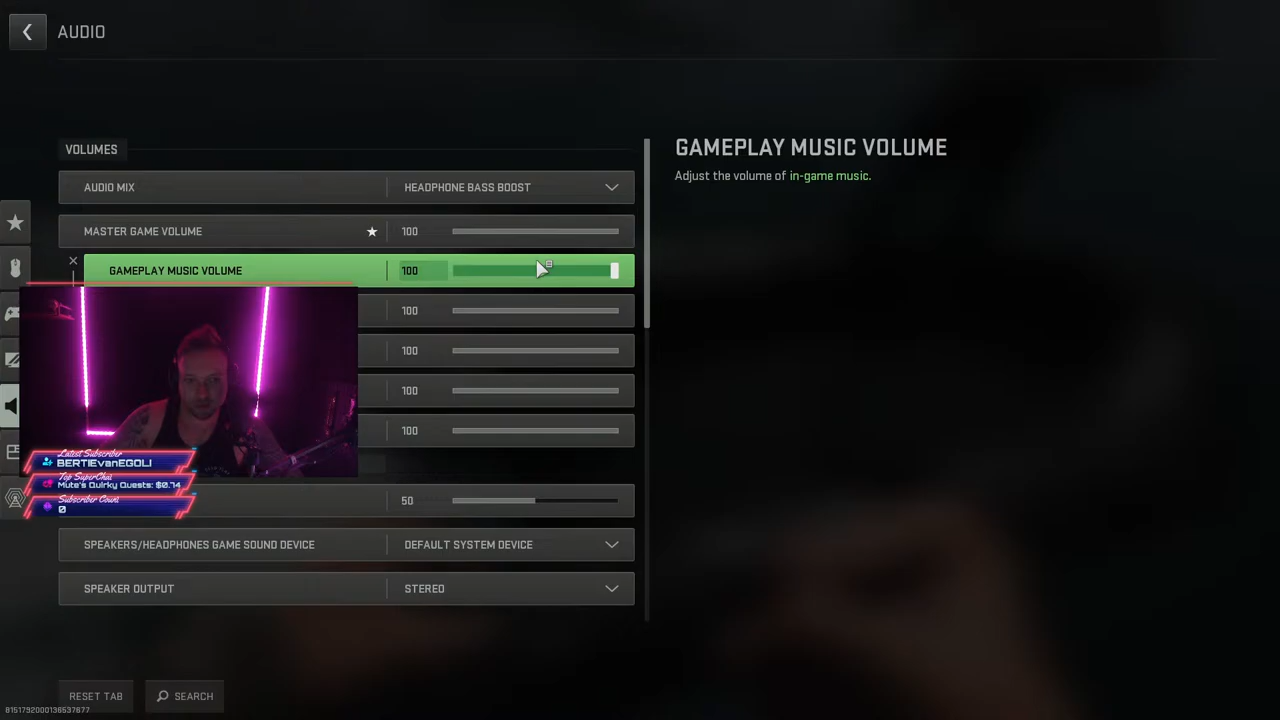 AUDIO
VOLUMES
AUDIO MIX
HEADPHONE BASS BOOST
MASTER GAME VOLUME
100
GAMEPLAY MUSIC VOLUME
100
100
100
100
100
50
SPEAKERS/HEADPHONES GAME SOUND DEVICE
DEFAULT SYSTEM DEVICE
SPEAKER OUTPUT
STEREO
GAMEPLAY MUSIC VOLUME
Adjust the volume of in-game music.
Latest Subscriber
BERTIEvanEGOLI
Top SuperChat
Mute's Quirky Quests: $0.74
Subscriber Count
0
RESET TAB
SEARCH
8151792000136537677